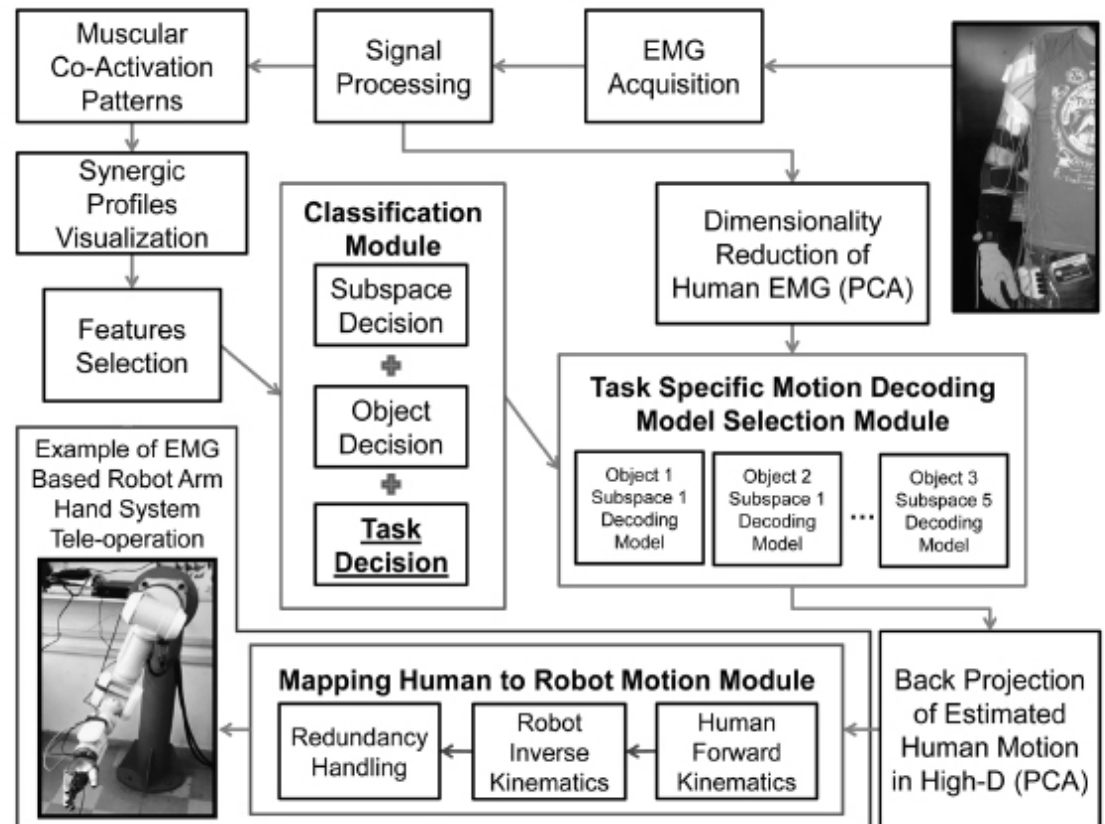 Muscular
Co-Activation
Patterns
Signal
Processing
EMG
Acquisition
Synergic
Profiles
Visualization
Features
Selection
Classification
Module
Subspace
Decision
Object
Decision
Task
Decision
Dimensionality
Reduction of
Human EMG (PCA)
Task Specific Motion Decoding
Model Selection Module
Object 1
Subspace 1
Decoding
Model
Object 2
Subspace 1
Decoding
Model
...
Object 3
Subspace 5
Decoding
Model
Example of EMG
Based Robot Arm
Hand System
Tele-operation
Mapping Human to Robot Motion Module
Redundancy
Handling
Robot
Inverse
Kinematics
Human
Forward
Kinematics
Back Projection
of Estimated
Human Motion
in High-D (PCA)